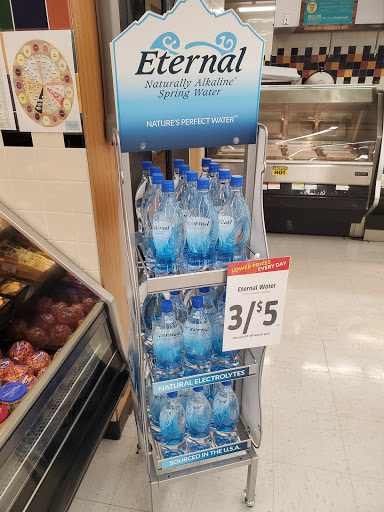 Eternal
Naturally Alkaline®
Spring Water
NATURE'S PERFECT WATER™
LOWER PRICES EVERY DAY
Eternal Water
3/$5
NATURAL ELECTROLYTES
SOURCED IN THE U.S.A.
HOT